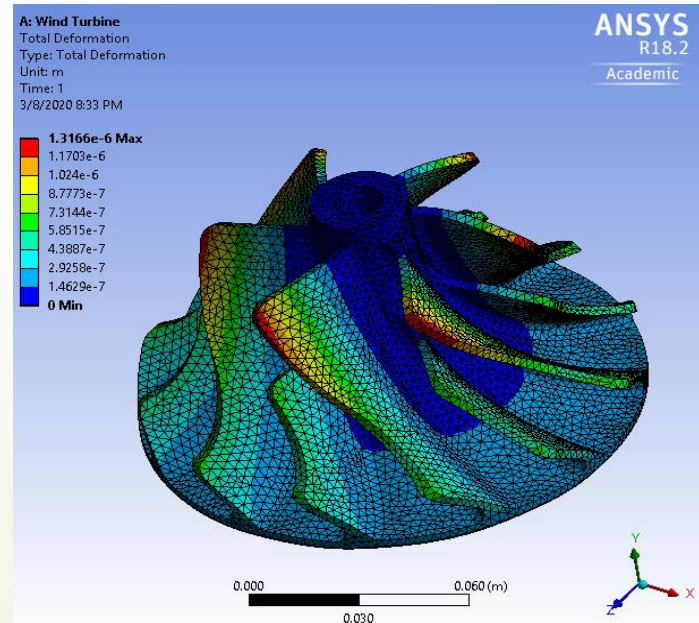 A: Wind Turbine
Total Deformation
Type: Total Deformation
Unit: m
Time: 1
3/8/2020 8:33 PM
ANSYS
R18.2
Academic
1.3166e-6 Max
1.1703e-6
1.024e-6
8.7773e-7
7.3144e-7
5.8515e-7
4.3887e-7
2.9258e-7
1.4629e-7
0 Min
0.000
0.060 (m)
0.030
Y
X
Z